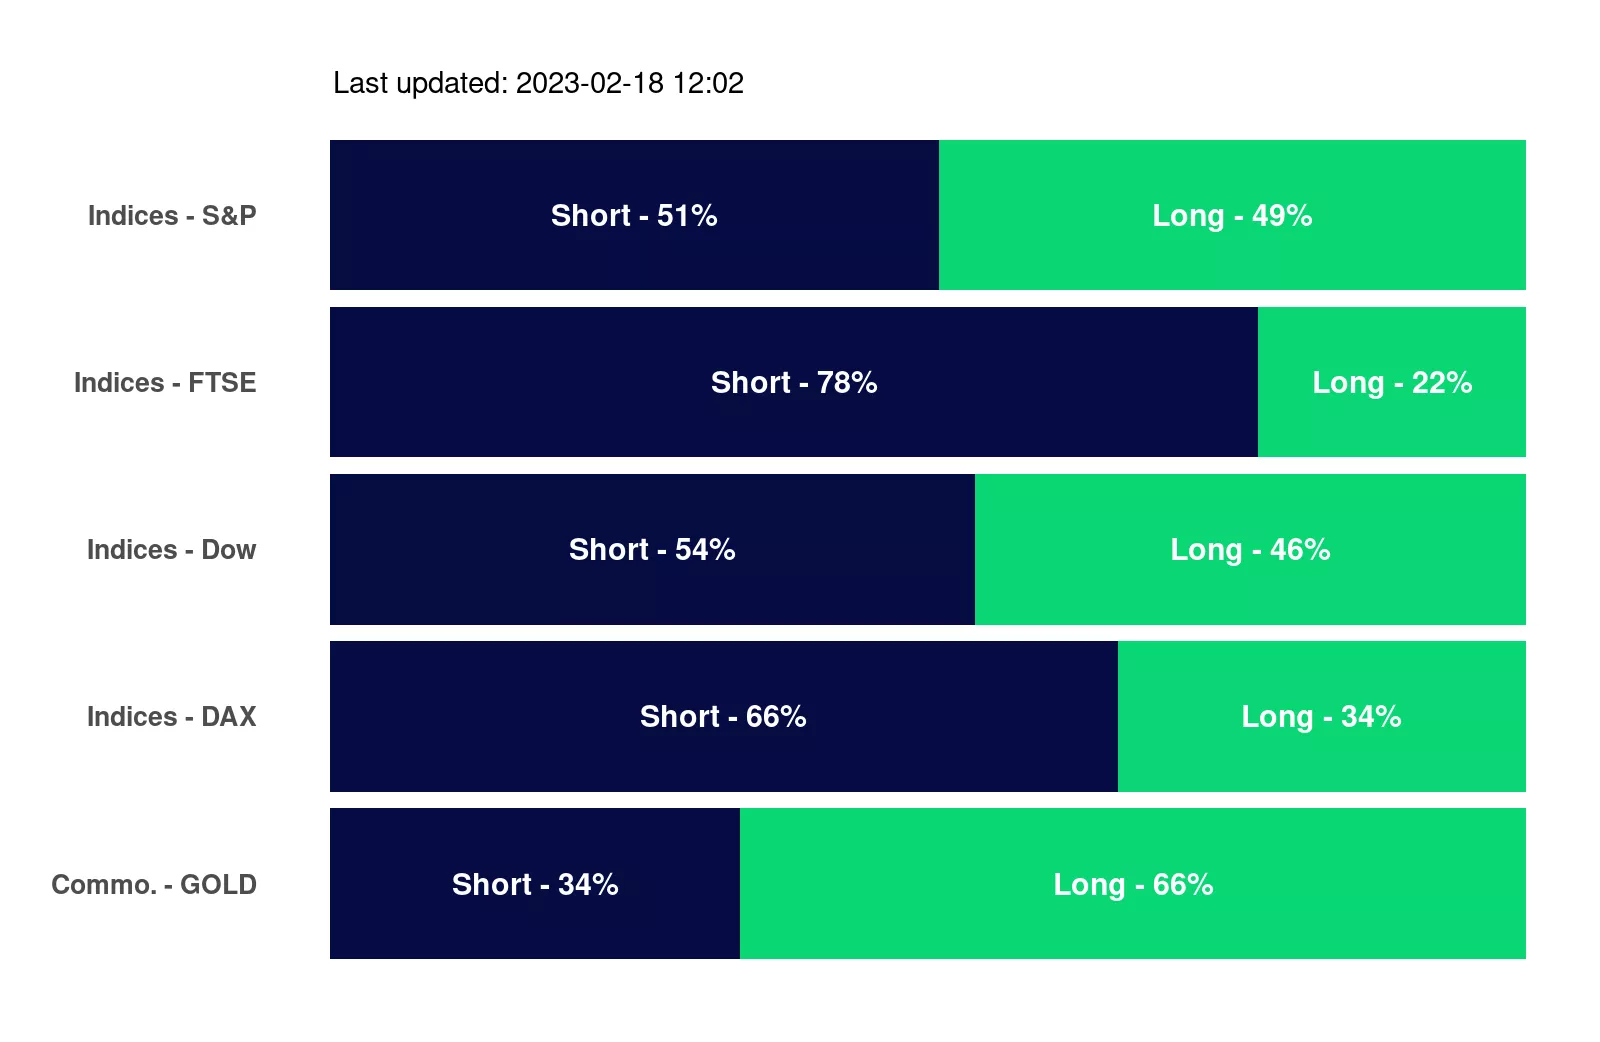 Last updated: 2023-02-18 12:02
Indices - S&P Short - 51% Long - 49%
Indices - FTSE Short - 78% Long - 22%
Indices - Dow Short - 54% Long - 46%
Indices - DAX Short - 66% Long - 34%
Commo. - GOLD Short - 34% Long - 66%